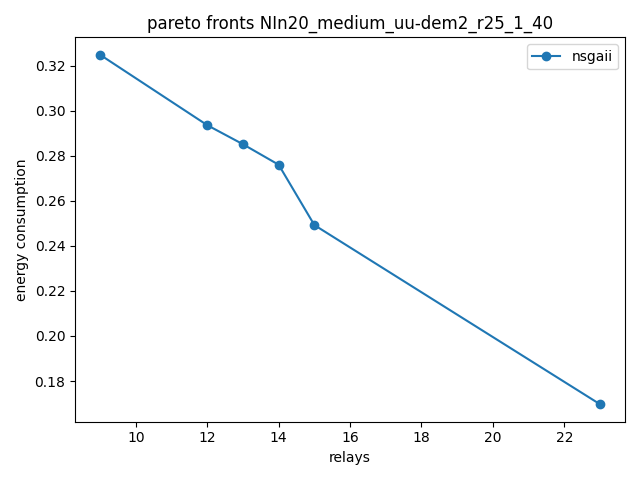 pareto fronts NIn20_medium_uu-dem2_r25_1_40
nsgaii
0.32
0.30
0.28
0.26
0.24
0.22
0.20
0.18
energy consumption
10 12 14 16 18 20 22
relays